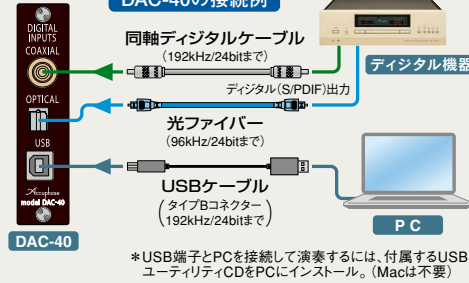 DAC-40の接続例
DIGITAL
INPUTS
COAXIAL
OPTICAL
USB
Accuphase
model DAC-40
DAC-40
同軸ディジタルケーブル
(192kHz/24bitまで)
ディジタル(S/PDIF)出力
ディジタル機器
光ファイバー
(96kHz/24bitまで)
USBケーブル
(タイプBコネクター
192kHz/24bitまで)
PC
*USB端子とPCを接続して演奏するには、付属するUSB
ユーティリティCDをPCにインストール。(Macは不要)